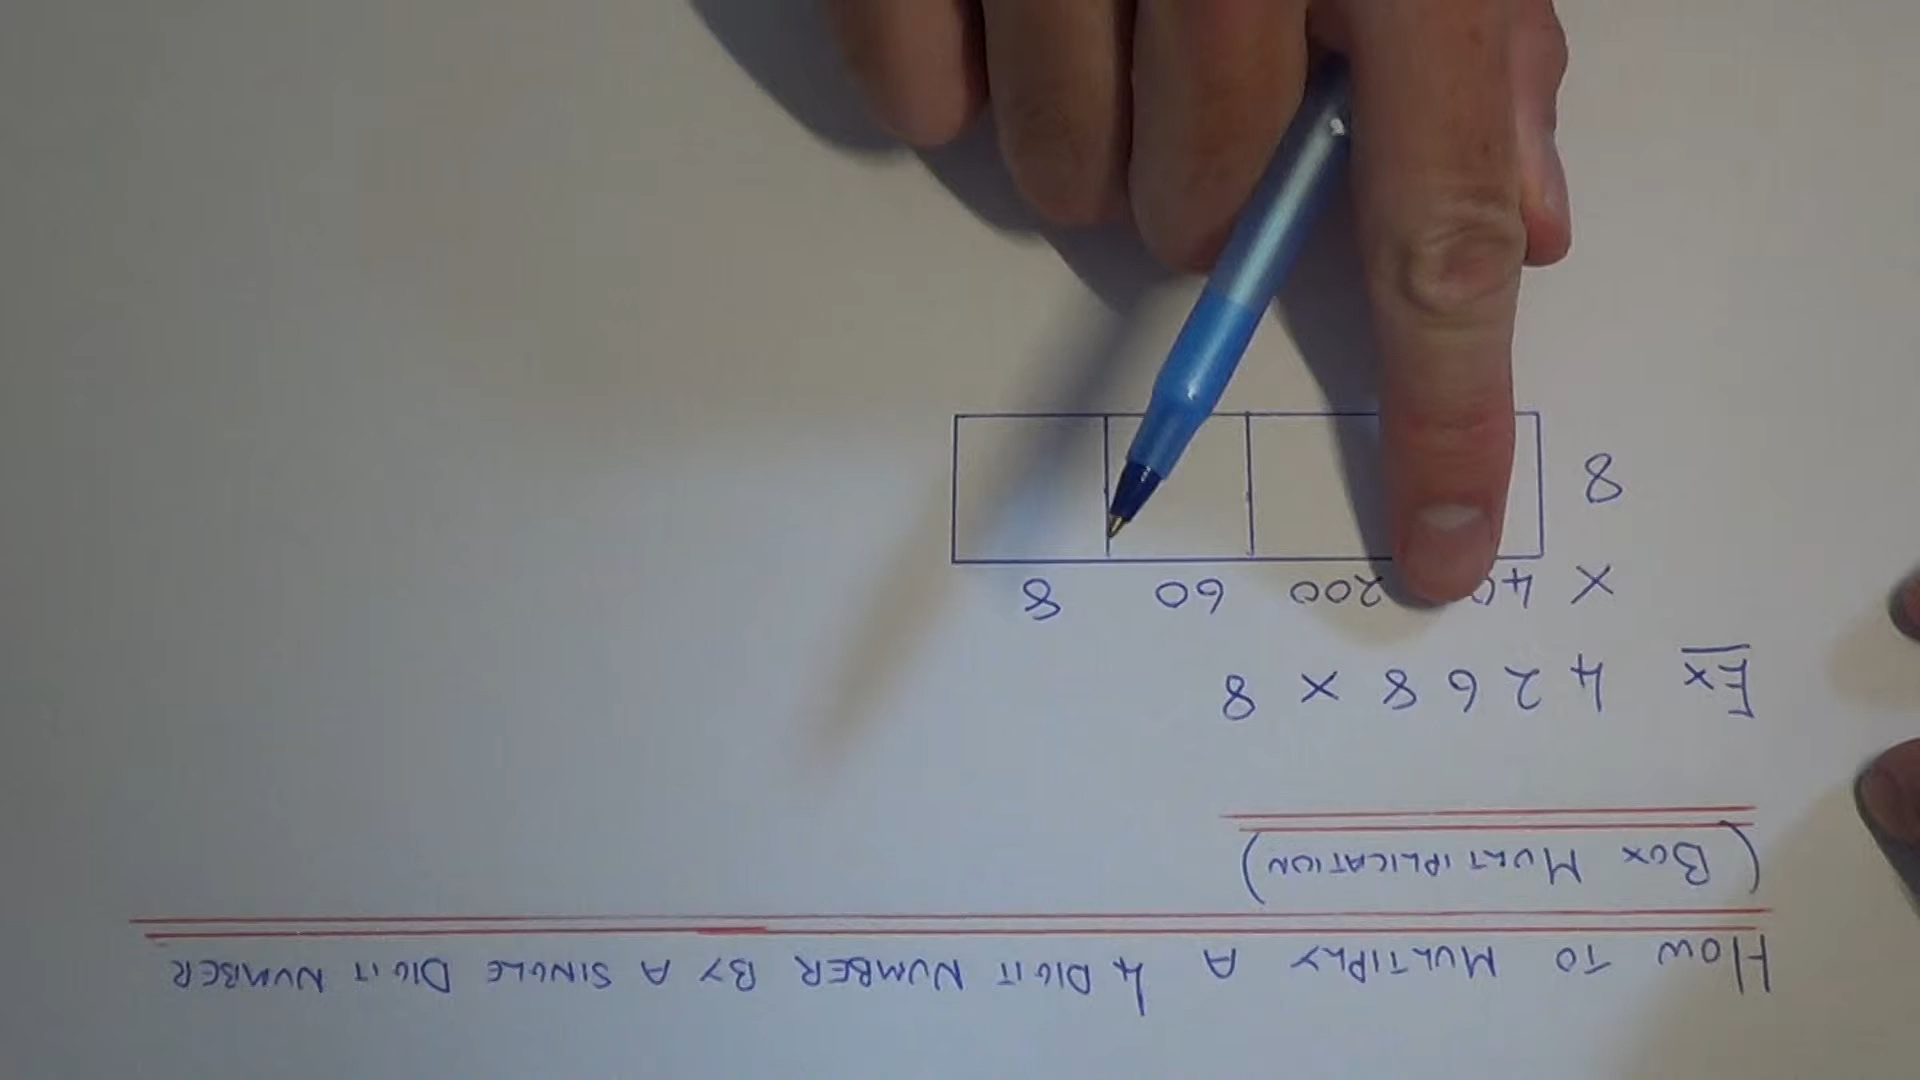 HOW TO MULTIPLY A 4 DIGIT NUMBER BY A SINGLE DIGIT NUMBER
(BOX MULTIPLICATION)
Ex 4268 x 8
x 200 60 8
8